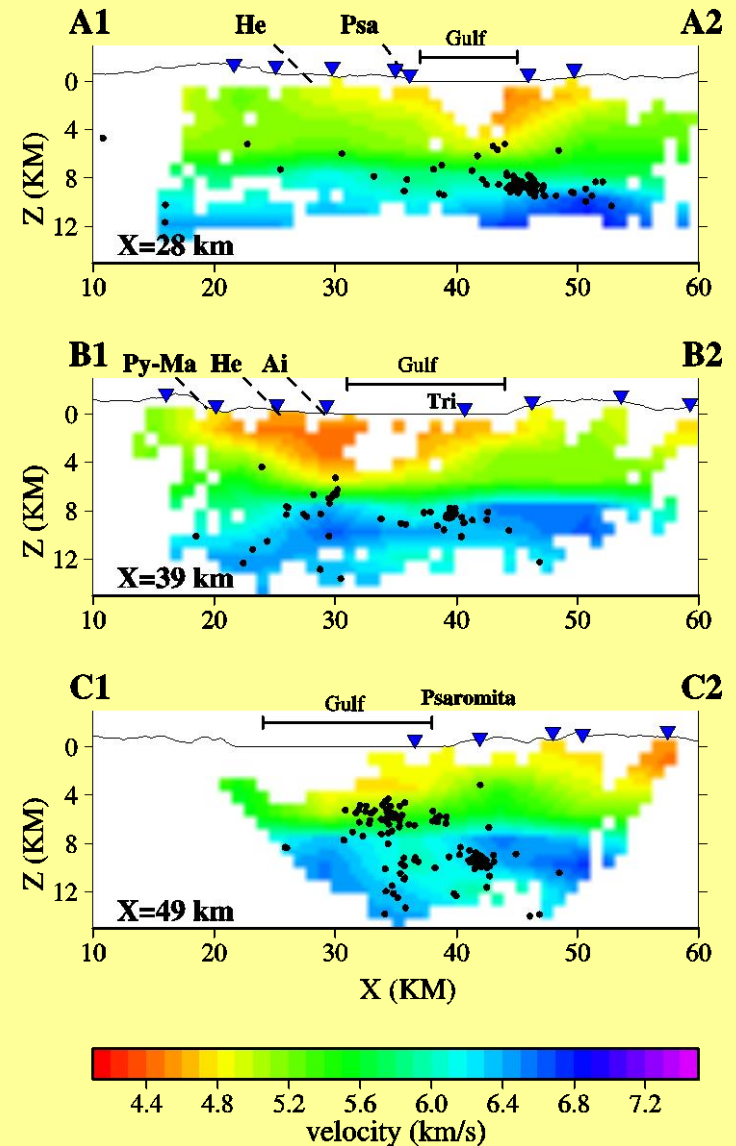 A1 He Psa A2
Gulf
0
4
8
12
Z (KM)
X=28 km
10 20 30 40 50 60
B1 Py-Ma He Ai B2
Gulf
Tri
0
4
8
12
Z (KM)
X=39 km
10 20 30 40 50 60
C1 C2
Gulf Psaromita
0
4
8
12
Z (KM)
X=49 km
10 20 30 40 50 60
X (KM)
4.4 4.8 5.2 5.6 6.0 6.4 6.8 7.2
velocity (km/s)